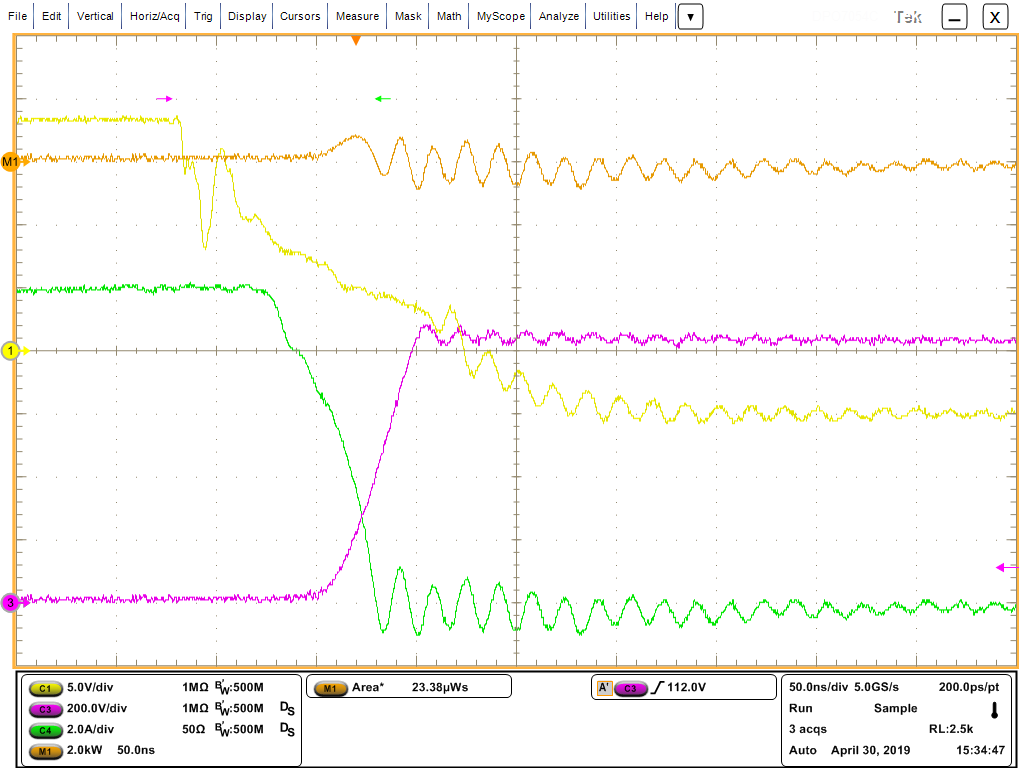 File Edit Vertical Horiz/Acq Trig Display Cursors Measure Mask Math MyScope Analyze Utilities Help Tek X
M1
1
3
C1 5.0V/div 1MΩ BW:500M
C3 200.0V/div 1MΩ BW:500M DS
C4 2.0A/div 50Ω BW:500M DS
M1 2.0kW 50.0ns
M1 Area* 23.38µWs
A' C3 112.0V
50.0ns/div 5.0GS/s 200.0ps/pt
Run Sample
3 acqs RL:2.5k
Auto April 30, 2019 15:34:47